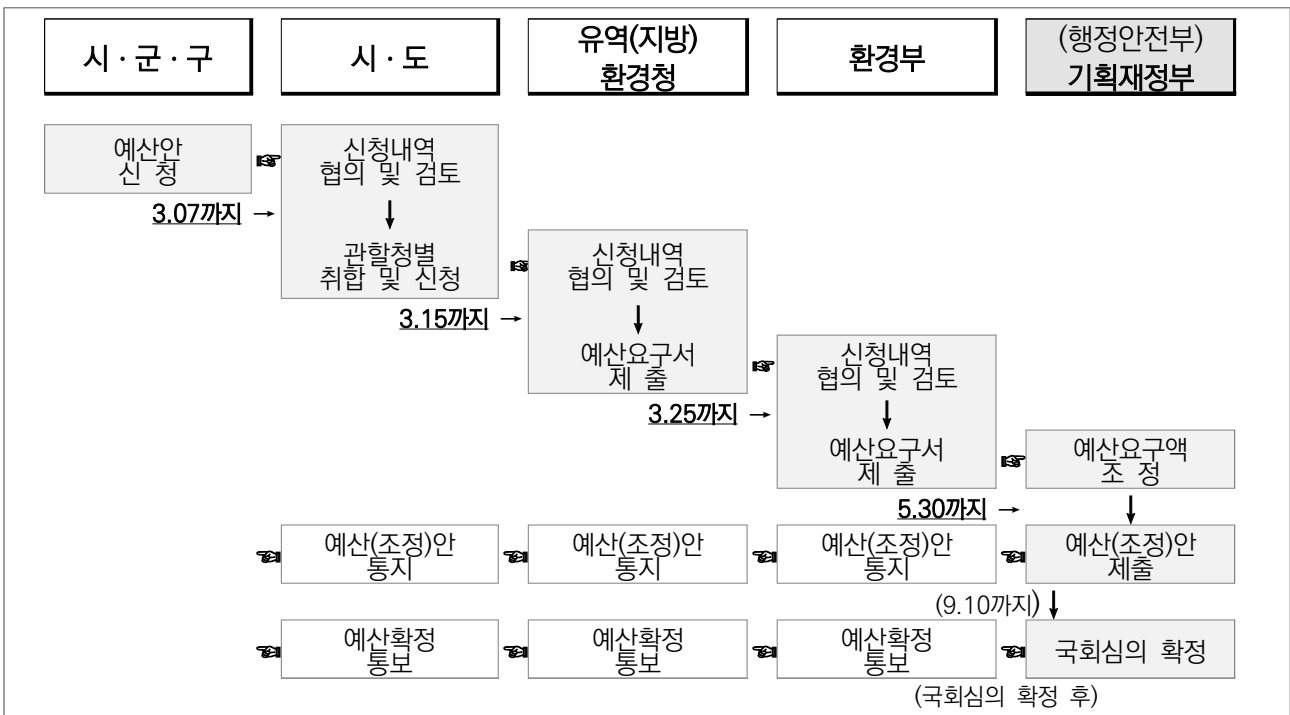 시 · 군 · 구
시 · 도
유역(지방)
환경청
환경부
(행정안전부)
기획재정부
예산안
신 청
☞
신청내역
협의 및 검토
3.07까지 →
↓
관할청별
취합 및 신청
☞
신청내역
협의 및 검토
3.15까지 →
↓
예산요구서
제 출
☞
신청내역
협의 및 검토
3.25까지 →
↓
예산요구서
제 출
☞
예산요구액
조 정
5.30까지 →
↓
☜
예산(조정)안
통지
☜
예산(조정)안
통지
☜
예산(조정)안
통지
☜
예산(조정)안
제출
(9.10까지) ↓
☜
예산확정
통보
☜
예산확정
통보
☜
예산확정
통보
☜
국회심의 확정
(국회심의 확정 후)